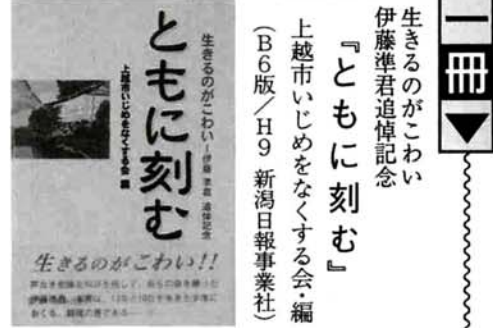 一冊▼
生きるのがこわい
伊藤準君追悼記念
『ともに刻む』
上越市いじめをなくする会・編
（B6版／H9 新潟日報事業社）
生きるのがこわい－伊藤準君 追悼記念
ともに刻む
上越市いじめをなくする会 編
生きるのがこわい!!